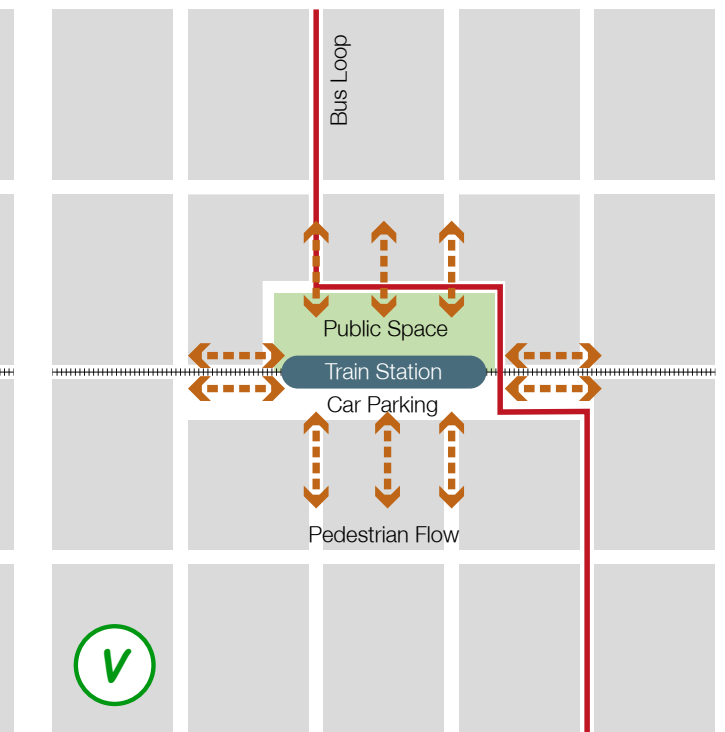 Bus Loop
Public Space
Train Station
Car Parking
Pedestrian Flow
V